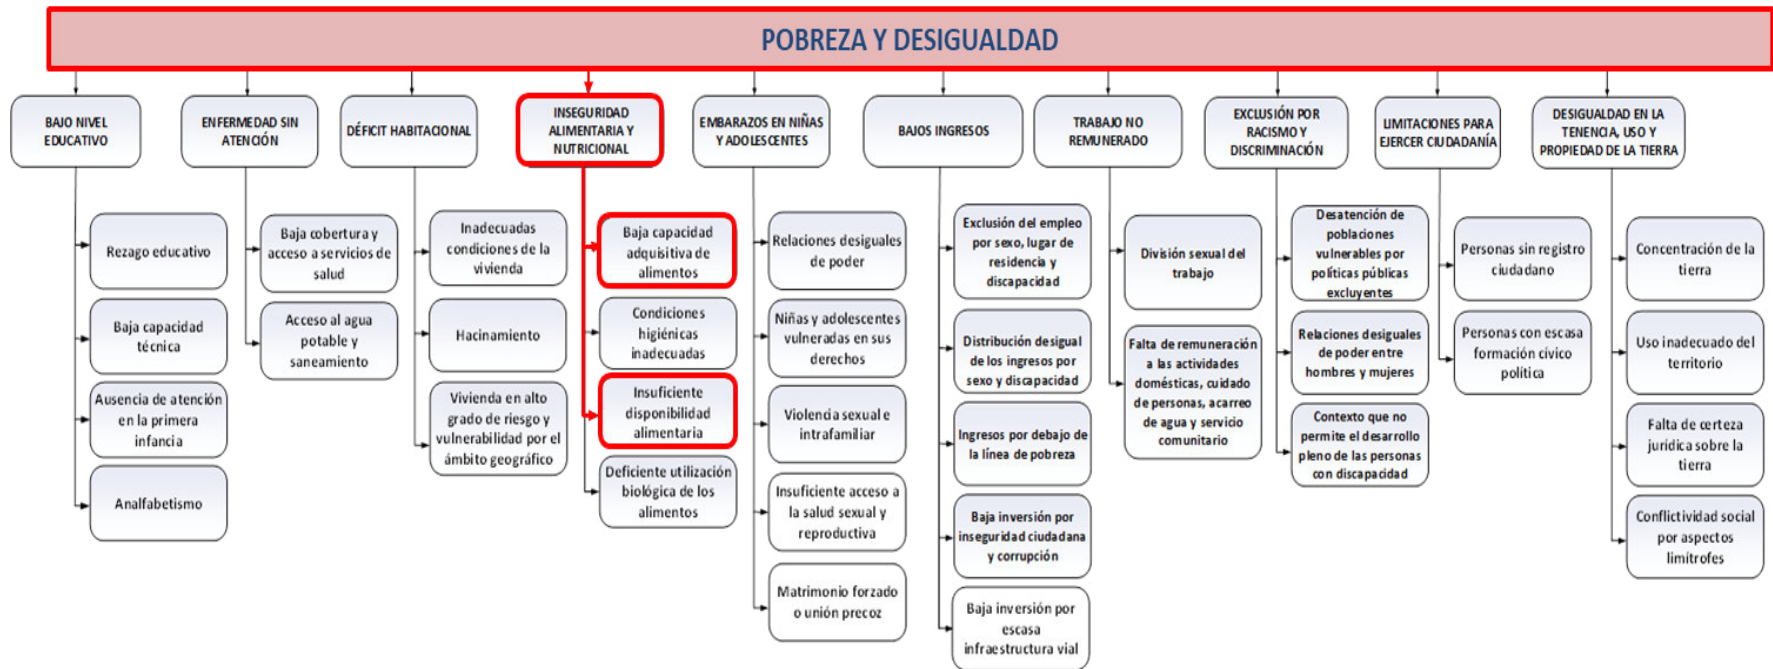 POBREZA Y DESIGUALDAD
BAJO NIVEL
EDUCATIVO
Rezago educativo
Baja capacidad
técnica
Ausencia de atención
en la primera
infancia
Analfabetismo
ENFERMEDAD SIN
ATENCIÓN
Baja cobertura y
acceso a servicios de
salud
Acceso al agua
potable y
saneamiento
DÉFICIT HABITACIONAL
Inadecuadas
condiciones de la
vivienda
Hacinamiento
Vivienda en alto
grado de riesgo y
vulnerabilidad por el
ámbito geográfico
INSEGURIDAD
ALIMENTARIA Y
NUTRICIONAL
Baja capacidad
adquisitiva de
alimentos
Condiciones
higiénicas
inadecuadas
Insuficiente
disponibilidad
alimentaria
Deficiente utilización
biológica de los
alimentos
EMBARAZOS EN NIÑAS
Y ADOLESCENTES
Relaciones desiguales
de poder
Niñas y adolescentes
vulneradas en sus
derechos
Violencia sexual e
intrafamiliar
Insuficiente acceso a
la salud sexual y
reproductiva
Matrimonio forzado
o unión precoz
BAJOS INGRESOS
Exclusión del empleo
por sexo, lugar de
residencia y
discapacidad
Distribución desigual
de los ingresos por
sexo y discapacidad
Ingresos por debajo de
la línea de pobreza
Baja inversión por
inseguridad ciudadana
y corrupción
Baja inversión por
escasa
infraestructura vial
TRABAJO NO
REMUNERADO
División sexual del
trabajo
Falta de remuneración
a las actividades
domésticas, cuidado
de personas, acarreo
de agua y servicio
comunitario
EXCLUSIÓN POR
RACISMO Y
DISCRIMINACIÓN
Desatención de
poblaciones
vulnerables por
políticas públicas
excluyentes
Relaciones desiguales
de poder entre
hombres y mujeres
Contexto que no
permite el desarrollo
pleno de las personas
con discapacidad
LIMITACIONES PARA
EJERCER CIUDADANÍA
Personas sin registro
ciudadano
Personas con escasa
formación cívico
política
DESIGUALDAD EN LA
TENENCIA, USO Y
PROPIEDAD DE LA TIERRA
Concentración de la
tierra
Uso inadecuado del
territorio
Falta de certeza
jurídica sobre la
tierra
Conflictividad social
por aspectos
limítrofes